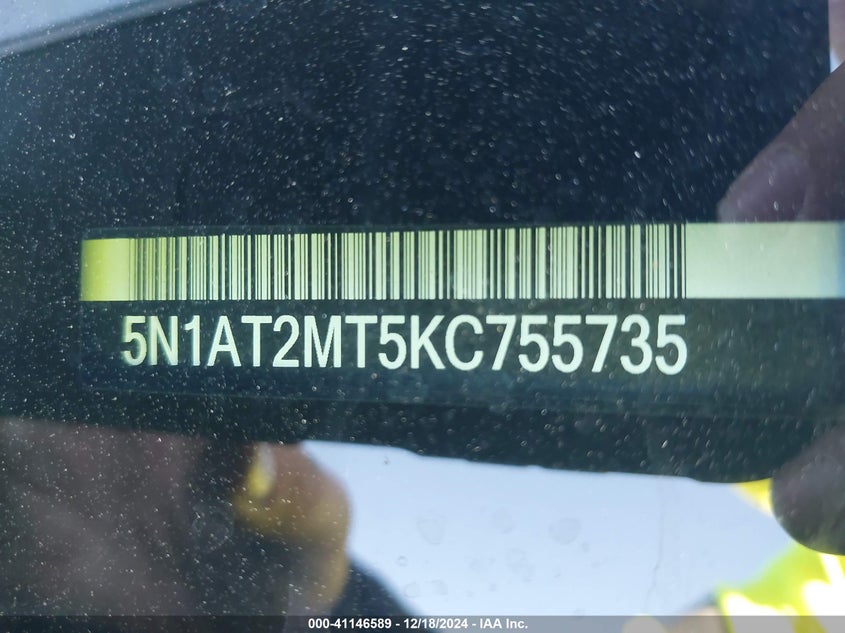 5N1AT2MT5KC755735
000-41146589 - 12/18/2024 - IAA Inc.